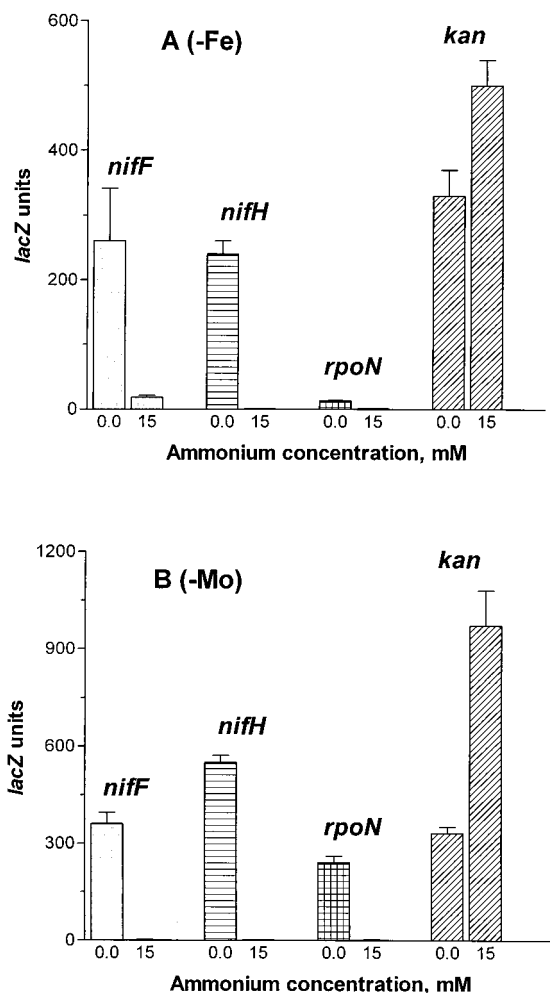 600
A (-Fe)
kan
400
nifF
nifH
lacZ units
200
rpoN
0
0.0 15 0.0 15 0.0 15 0.0 15
Ammonium concentration, mM
1200
B (-Mo)
kan
900
nifH
lacZ units
600
nifF
rpoN
300
0
0.0 15 0.0 15 0.0 15 0.0 15
Ammonium concentration, mM